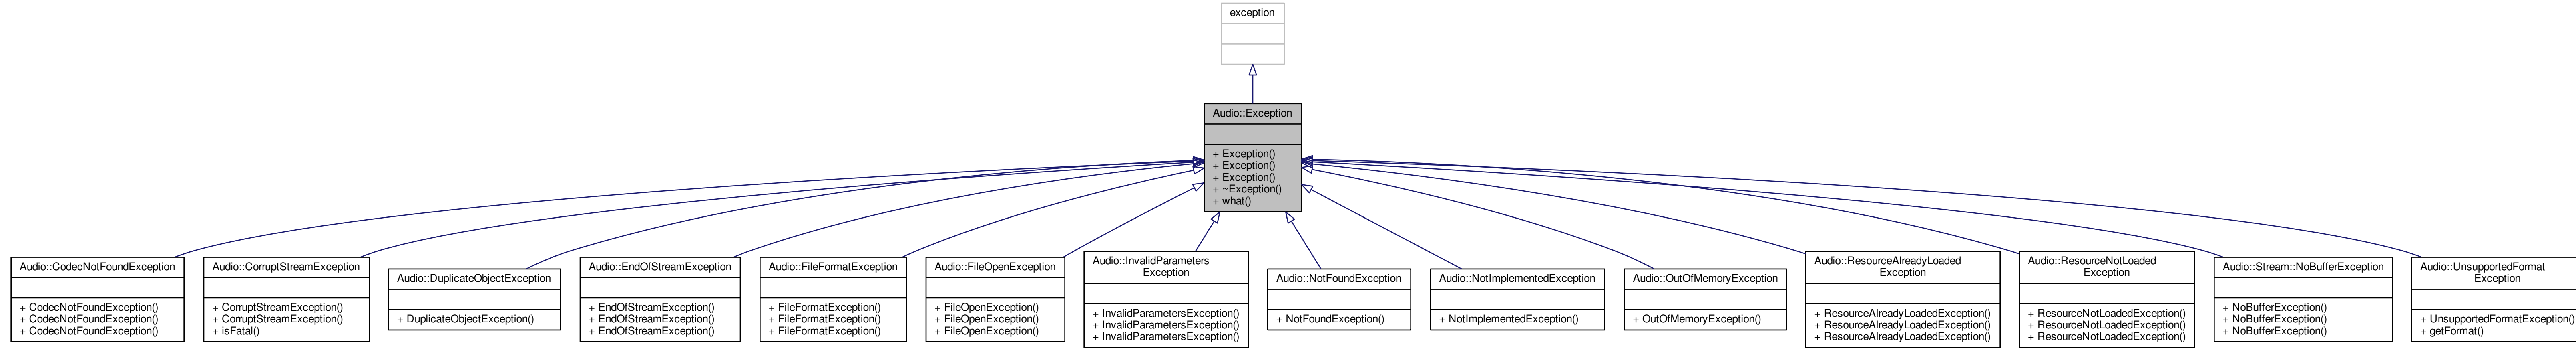 exception
Audio::Exception
+ Exception()
+ Exception()
+ Exception()
+ ~Exception()
+ what()
Audio::CodecNotFoundException
+ CodecNotFoundException()
+ CodecNotFoundException()
+ CodecNotFoundException()
Audio::CorruptStreamException
+ CorruptStreamException()
+ CorruptStreamException()
+ isFatal()
Audio::DuplicateObjectException
+ DuplicateObjectException()
Audio::EndOfStreamException
+ EndOfStreamException()
+ EndOfStreamException()
+ EndOfStreamException()
Audio::FileFormatException
+ FileFormatException()
+ FileFormatException()
+ FileFormatException()
Audio::FileOpenException
+ FileOpenException()
+ FileOpenException()
+ FileOpenException()
Audio::InvalidParameters
Exception
+ InvalidParametersException()
+ InvalidParametersException()
+ InvalidParametersException()
Audio::NotFoundException
+ NotFoundException()
Audio::NotImplementedException
+ NotImplementedException()
Audio::OutOfMemoryException
+ OutOfMemoryException()
Audio::ResourceAlreadyLoaded
Exception
+ ResourceAlreadyLoadedException()
+ ResourceAlreadyLoadedException()
+ ResourceAlreadyLoadedException()
Audio::ResourceNotLoaded
Exception
+ ResourceNotLoadedException()
+ ResourceNotLoadedException()
+ ResourceNotLoadedException()
Audio::Stream::NoBufferException
+ NoBufferException()
+ NoBufferException()
+ NoBufferException()
Audio::UnsupportedFormat
Exception
+ UnsupportedFormatException()
+ getFormat()